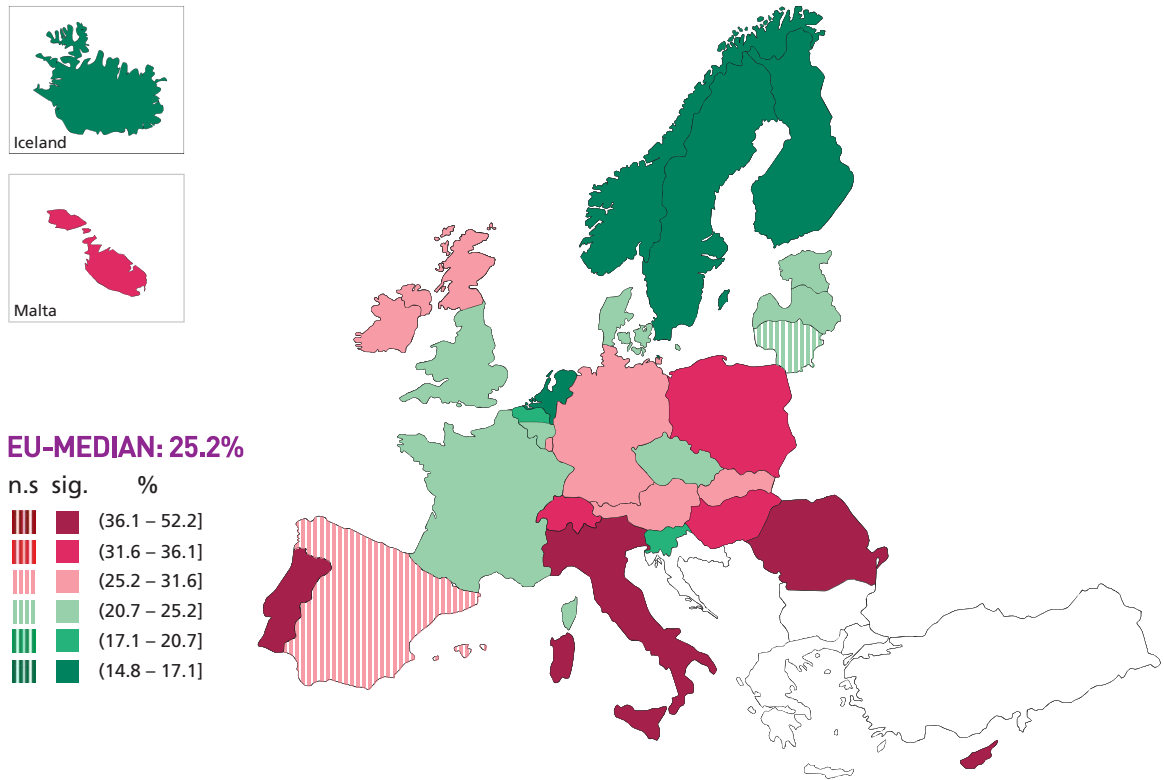 Iceland
Malta
EU-MEDIAN: 25.2%
n.s sig. %
(36.1 – 52.2]
(31.6 – 36.1]
(25.2 – 31.6]
(20.7 – 25.2]
(17.1 – 20.7]
(14.8 – 17.1]